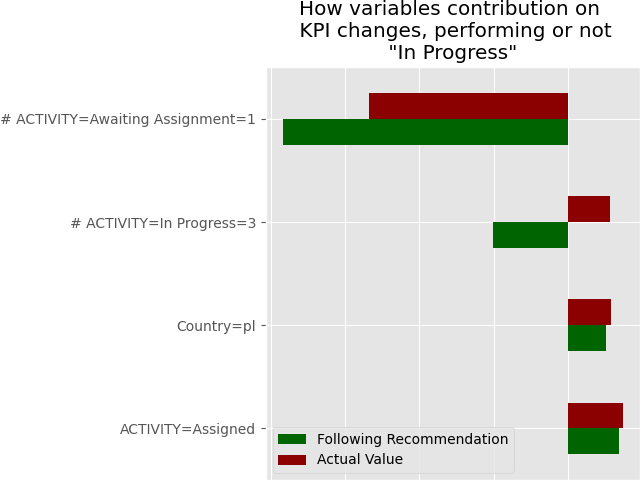 How variables contribution on
KPI changes, performing or not
"In Progress"
# ACTIVITY=Awaiting Assignment=1
# ACTIVITY=In Progress=3
Country=pl
ACTIVITY=Assigned
Following Recommendation
Actual Value